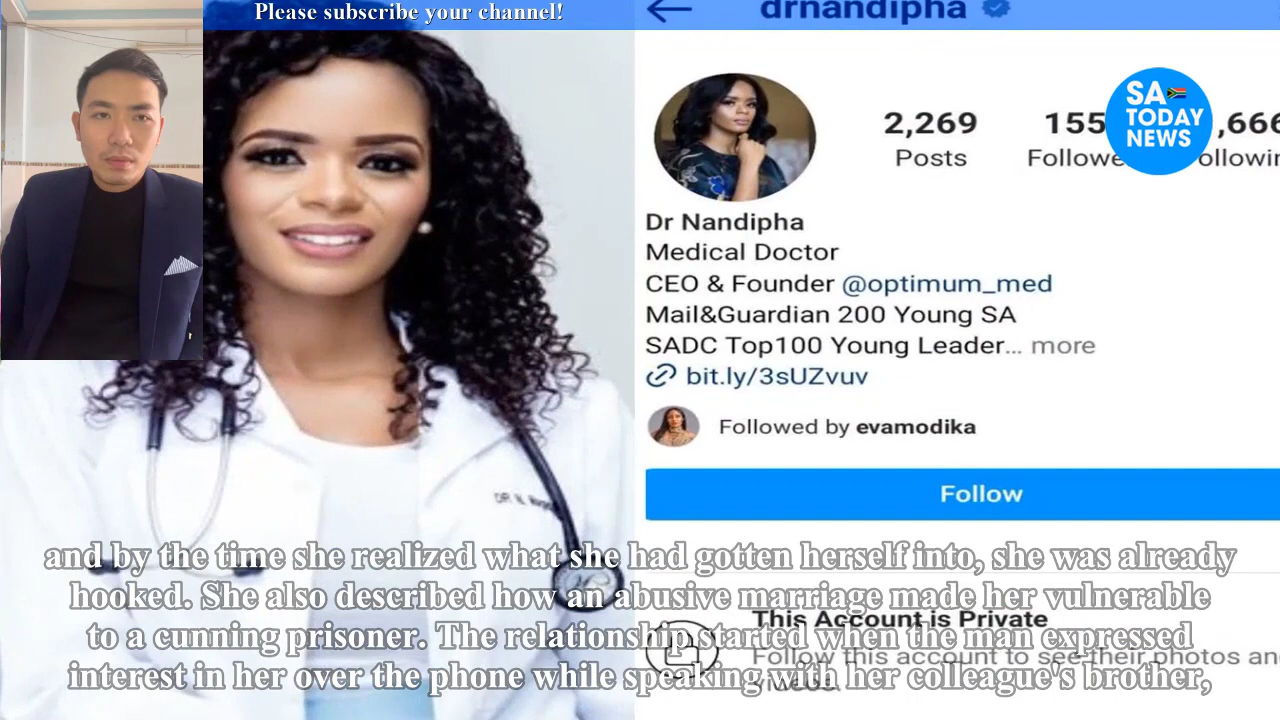 Please subscribe your channel!
drnandipha
SA
TODAY
NEWS
2,269
155
,666
Posts
Followe
ollowin
Dr Nandipha
Medical Doctor
CEO & Founder @optimum_med
Mail&Guardian 200 Young SA
SADC Top100 Young Leader... more
bit.ly/3sUZvuv
Followed by evamodika
Follow
DR. N.
and by the time she realized what she had gotten herself into, she was already
hooked. She also described how an abusive marriage made her vulnerable
to a cunning prisoner. The relationship started when the man expressed
interest in her over the phone while speaking with her colleague's brother,
This Account is Private
Follow this account to see their photos and
videos.